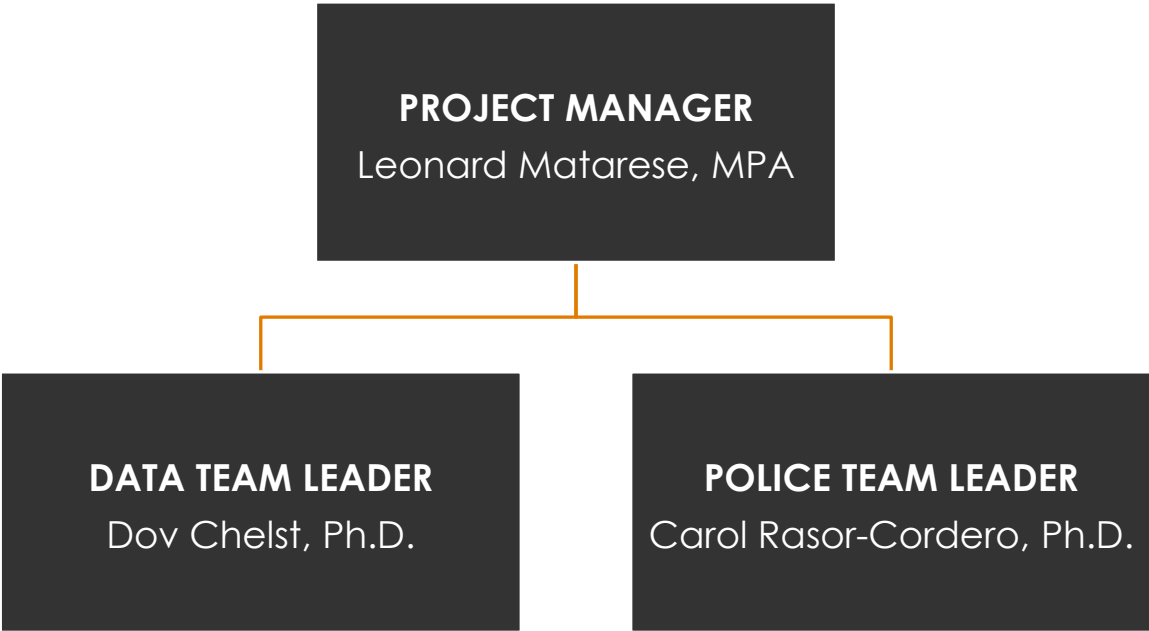 PROJECT MANAGER
Leonard Matarese, MPA
DATA TEAM LEADER
Dov Chelst, Ph.D.
POLICE TEAM LEADER
Carol Rasor-Cordero, Ph.D.